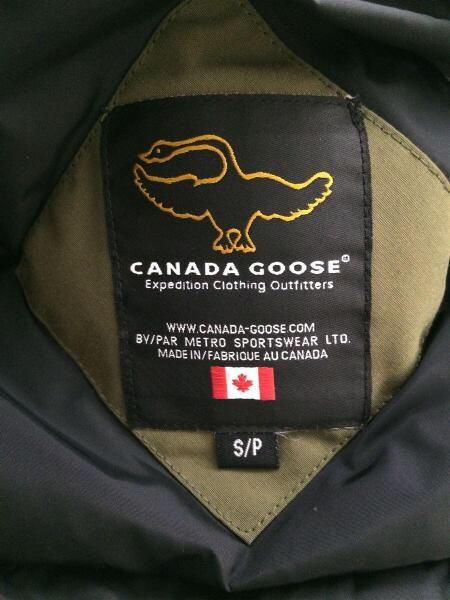 CANADA GOOSE®
Expedition Clothing Outfitters
WWW.CANADA-GOOSE.COM
BY/PAR METRO SPORTSWEAR LTD.
MADE IN/FABRIQUE AU CANADA
S/P